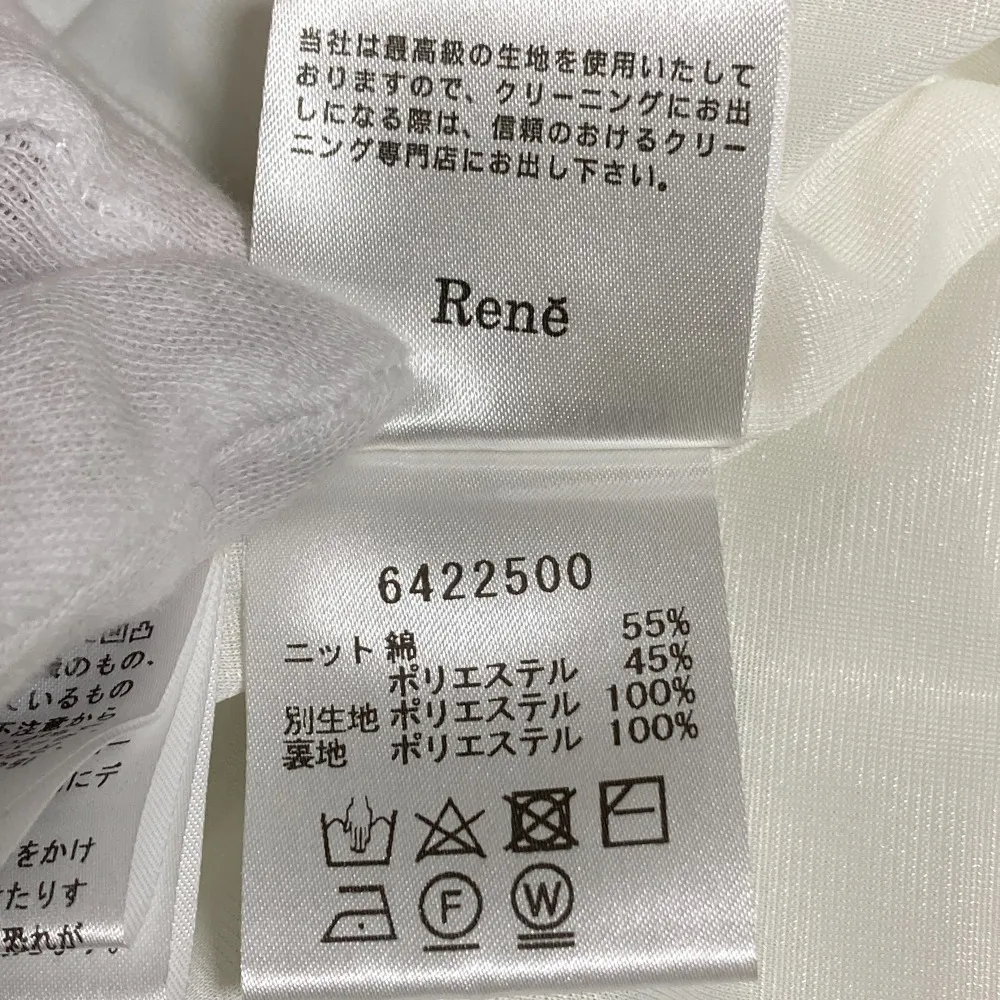 当社は最高級の生地を使用いたして
おりますので、クリーニングにお出
しになる際は、信頼のおけるクリー
ニング専門店にお出し下さい。
Renĕ
6422500
ニット 綿 55%
ポリエステル 45%
別生地 ポリエステル 100%
裏地 ポリエステル 100%
F W
凹凸
のもの、
ているもの
不注意から
ー
にデ
をかけ
たりす
恐れが